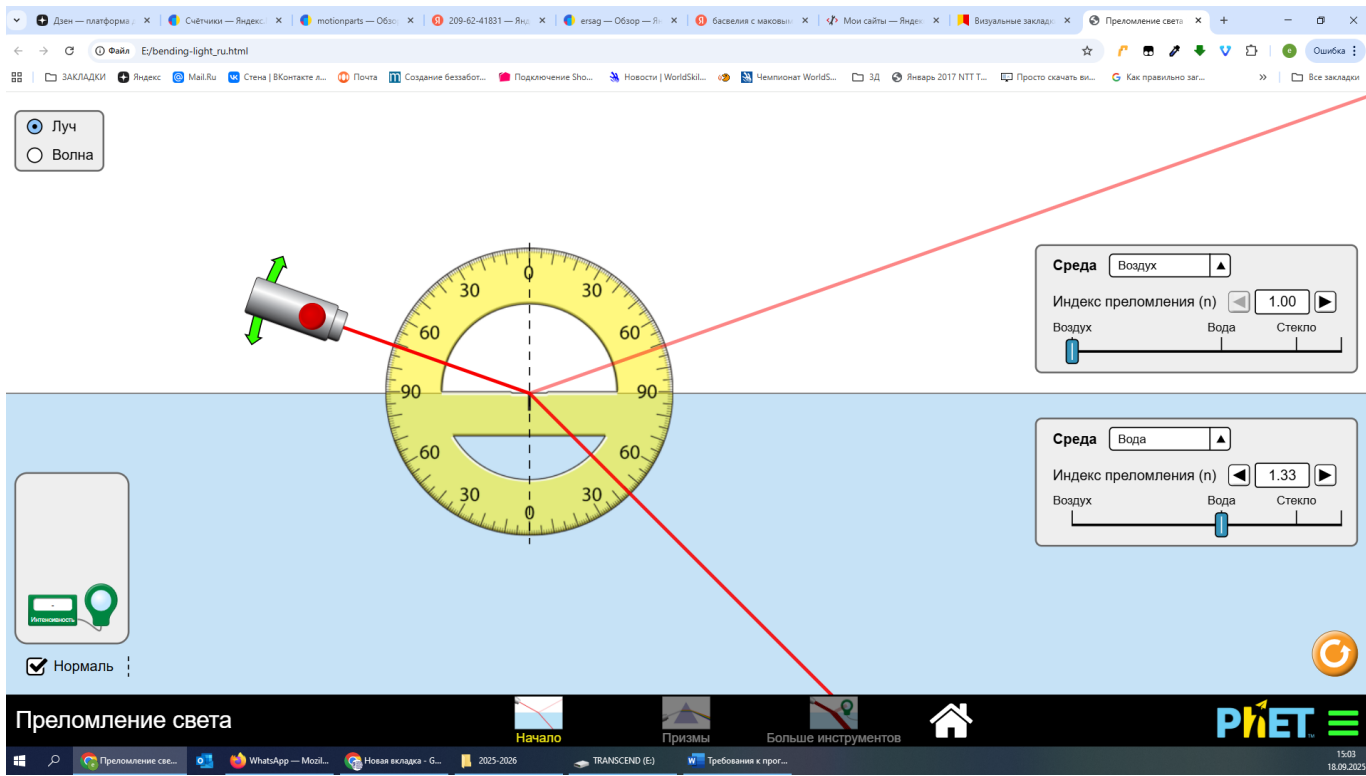 Дзен — платформа д
Счётчики — Яндекс.
motionparts — Обзо
209-62-41831 — Янд
ersag — Обзор — Ян
басвелия с маковым
Мои сайты — Яндек
Визуальные закладк
Преломление света
Файл E:/bending-light_ru.html
e
Ошибка
ЗАКЛАДКИ
Яндекс
Mail.Ru
Стена | ВКонтакте л...
Почта
Создание беззабот...
Подключение Sho...
Новости | WorldSkil...
Чемпионат WorldS...
3Д
Январь 2017 NTT T...
Просто скачать ви...
Как правильно заг...
Все закладки
Луч
Волна
0
30 30
60 60
90 90
60 60
30 30
0
Среда Воздух
Индекс преломления (n) 1.00
Воздух Вода Стекло
Среда Вода
Индекс преломления (n) 1.33
Воздух Вода Стекло
Интенсивность
Нормаль
Преломление света
Начало
Призмы
Больше инструментов
PhET
Преломление све...
WhatsApp — Mozil...
Новая вкладка - G...
2025-2026
TRANSCEND (E:)
Требования к прог...
15:03
18.09.2025